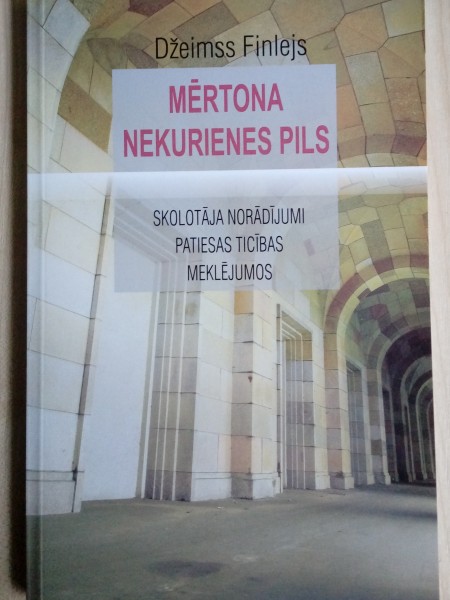 Džeimss Finlejs
MĒRTONA
NEKURIENES PILS
SKOLOTĀJA NORĀDĪJUMI
PATIESAS TICĪBAS
MEKLĒJUMOS